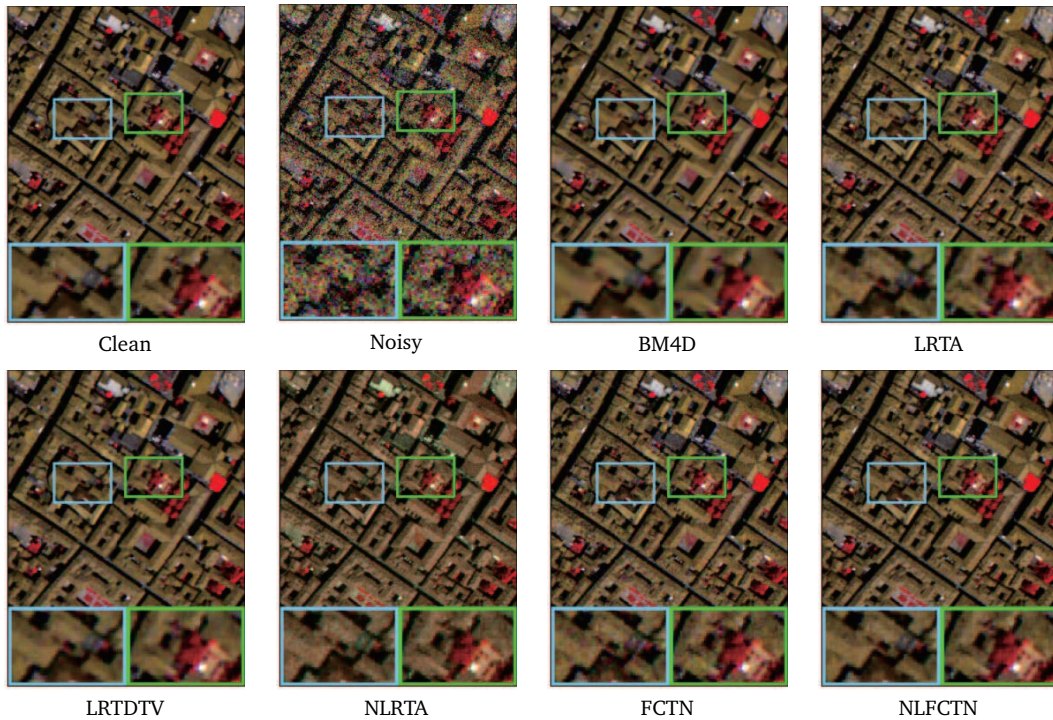 Clean
Noisy
BM4D
LRTA
LRTDTV
NLRTA
FCTN
NLFCTN